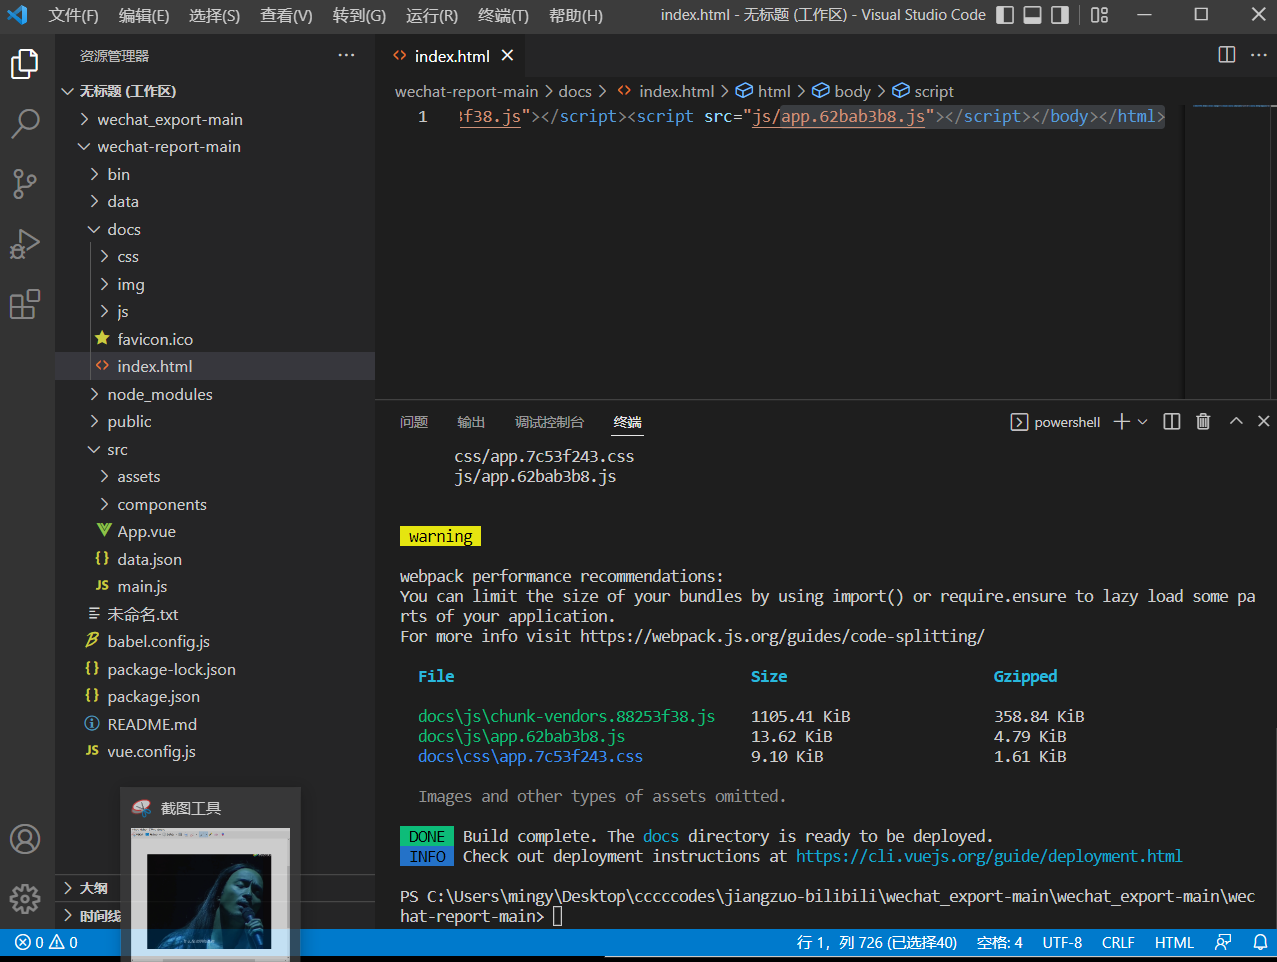 文件(F) 编辑(E) 选择(S) 查看(V) 转到(G) 运行(R) 终端(T) 帮助(H) index.html - 无标题 (工作区) - Visual Studio Code
资源管理器
index.html
无标题 (工作区)
wechat-report-main > docs > index.html > html > body > script
wechat_export-main
1 3f38.js"></script><script src="js/app.62bab3b8.js"></script></body></html>
wechat-report-main
bin
data
docs
css
img
js
favicon.ico
index.html
node_modules
public
src
assets
components
App.vue
data.json
main.js
未命名.txt
babel.config.js
package-lock.json
package.json
README.md
vue.config.js
截图工具
大纲
时间线
问题 输出 调试控制台 终端 powershell
css/app.7c53f243.css
js/app.62bab3b8.js
warning
webpack performance recommendations:
You can limit the size of your bundles by using import() or require.ensure to lazy load some pa
rts of your application.
For more info visit https://webpack.js.org/guides/code-splitting/
File Size Gzipped
docs\js\chunk-vendors.88253f38.js 1105.41 KiB 358.84 KiB
docs\js\app.62bab3b8.js 13.62 KiB 4.79 KiB
docs\css\app.7c53f243.css 9.10 KiB 1.61 KiB
Images and other types of assets omitted.
DONE Build complete. The docs directory is ready to be deployed.
INFO Check out deployment instructions at https://cli.vuejs.org/guide/deployment.html
PS C:\Users\mingy\Desktop\cccccodes\jiangzuo-bilibili\wechat_export-main\wechat_export-main\wec
hat-report-main>
0 0 行 1，列 726 (已选择40) 空格: 4 UTF-8 CRLF HTML